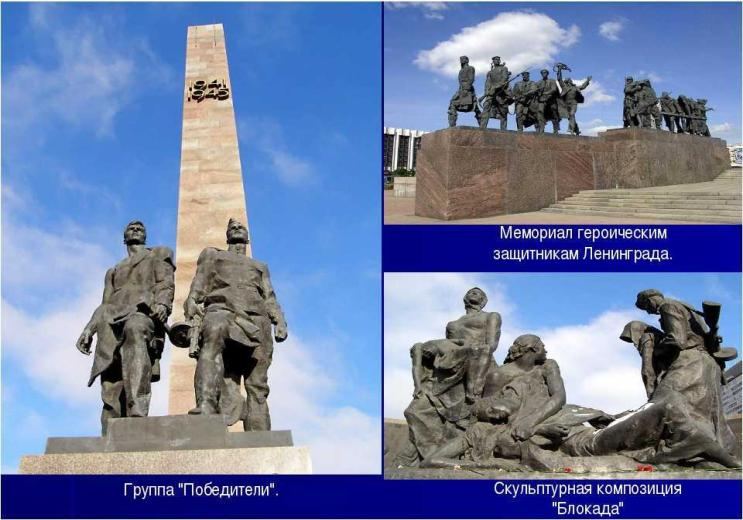 1941
1945
Группа "Победители".
Мемориал героическим
защитникам Ленинграда.
Скульптурная композиция
"Блокада"